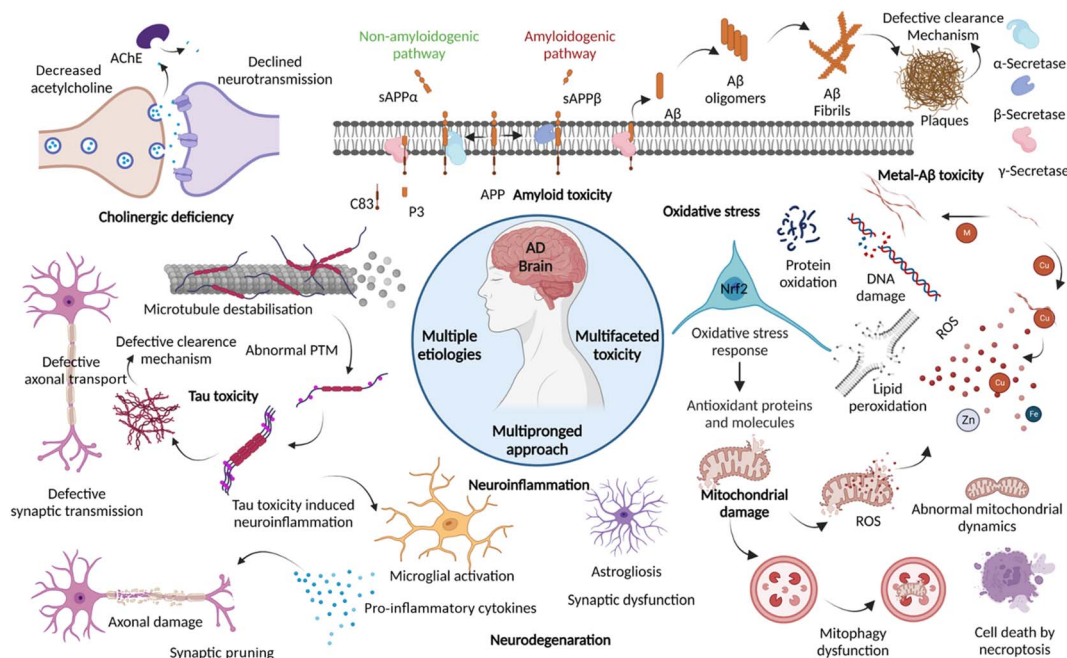 AChE
Decreased
acetylcholine
Declined
neurotransmission
Cholinergic deficiency
Non-amyloidogenic
pathway
Amyloidogenic
pathway
sAPPα
sAPPβ
Aβ
Aβ
oligomers
Aβ
Fibrils
Plaques
Defective clearance
Mechanism
α-Secretase
β-Secretase
γ-Secretase
C83
P3
APP
Amyloid toxicity
Metal-Aβ toxicity
M
Cu
Cu
Cu
Zn
Fe
ROS
Oxidative stress
Protein
oxidation
DNA
damage
Nrf2
Oxidative stress
response
Lipid
peroxidation
Antioxidant proteins
and molecules
AD
Brain
Multiple
etiologies
Multifaceted
toxicity
Multipronged
approach
Microtubule destabilisation
Defective clearence
mechanism
Abnormal PTM
Defective
axonal transport
Tau toxicity
Defective
synaptic transmission
Tau toxicity induced
neuroinflammation
Neuroinflammation
Microglial activation
Astrogliosis
Synaptic dysfunction
Pro-inflammatory cytokines
Axonal damage
Synaptic pruning
Neurodegenaration
Mitochondrial
damage
ROS
Abnormal mitochondrial
dynamics
Mitophagy
dysfunction
Cell death by
necroptosis